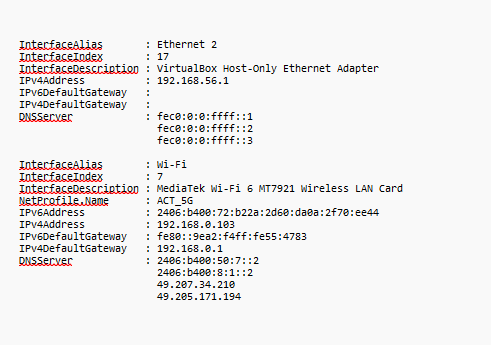 InterfaceAlias : Ethernet 2
InterfaceIndex : 17
InterfaceDescription : VirtualBox Host-Only Ethernet Adapter
IPv4Address : 192.168.56.1
IPv6DefaultGateway :
IPv4DefaultGateway :
DNSServer : fec0:0:0:ffff::1
fec0:0:0:ffff::2
fec0:0:0:ffff::3
InterfaceAlias : Wi-Fi
InterfaceIndex : 7
InterfaceDescription : MediaTek Wi-Fi 6 MT7921 Wireless LAN Card
NetProfile.Name : ACT_5G
IPv6Address : 2406:b400:72:b22a:2d60:da0a:2f70:ee44
IPv4Address : 192.168.0.103
IPv6DefaultGateway : fe80::9ea2:f4ff:fe55:4783
IPv4DefaultGateway : 192.168.0.1
DNSServer : 2406:b400:50:7::2
2406:b400:8:1::2
49.207.34.210
49.205.171.194